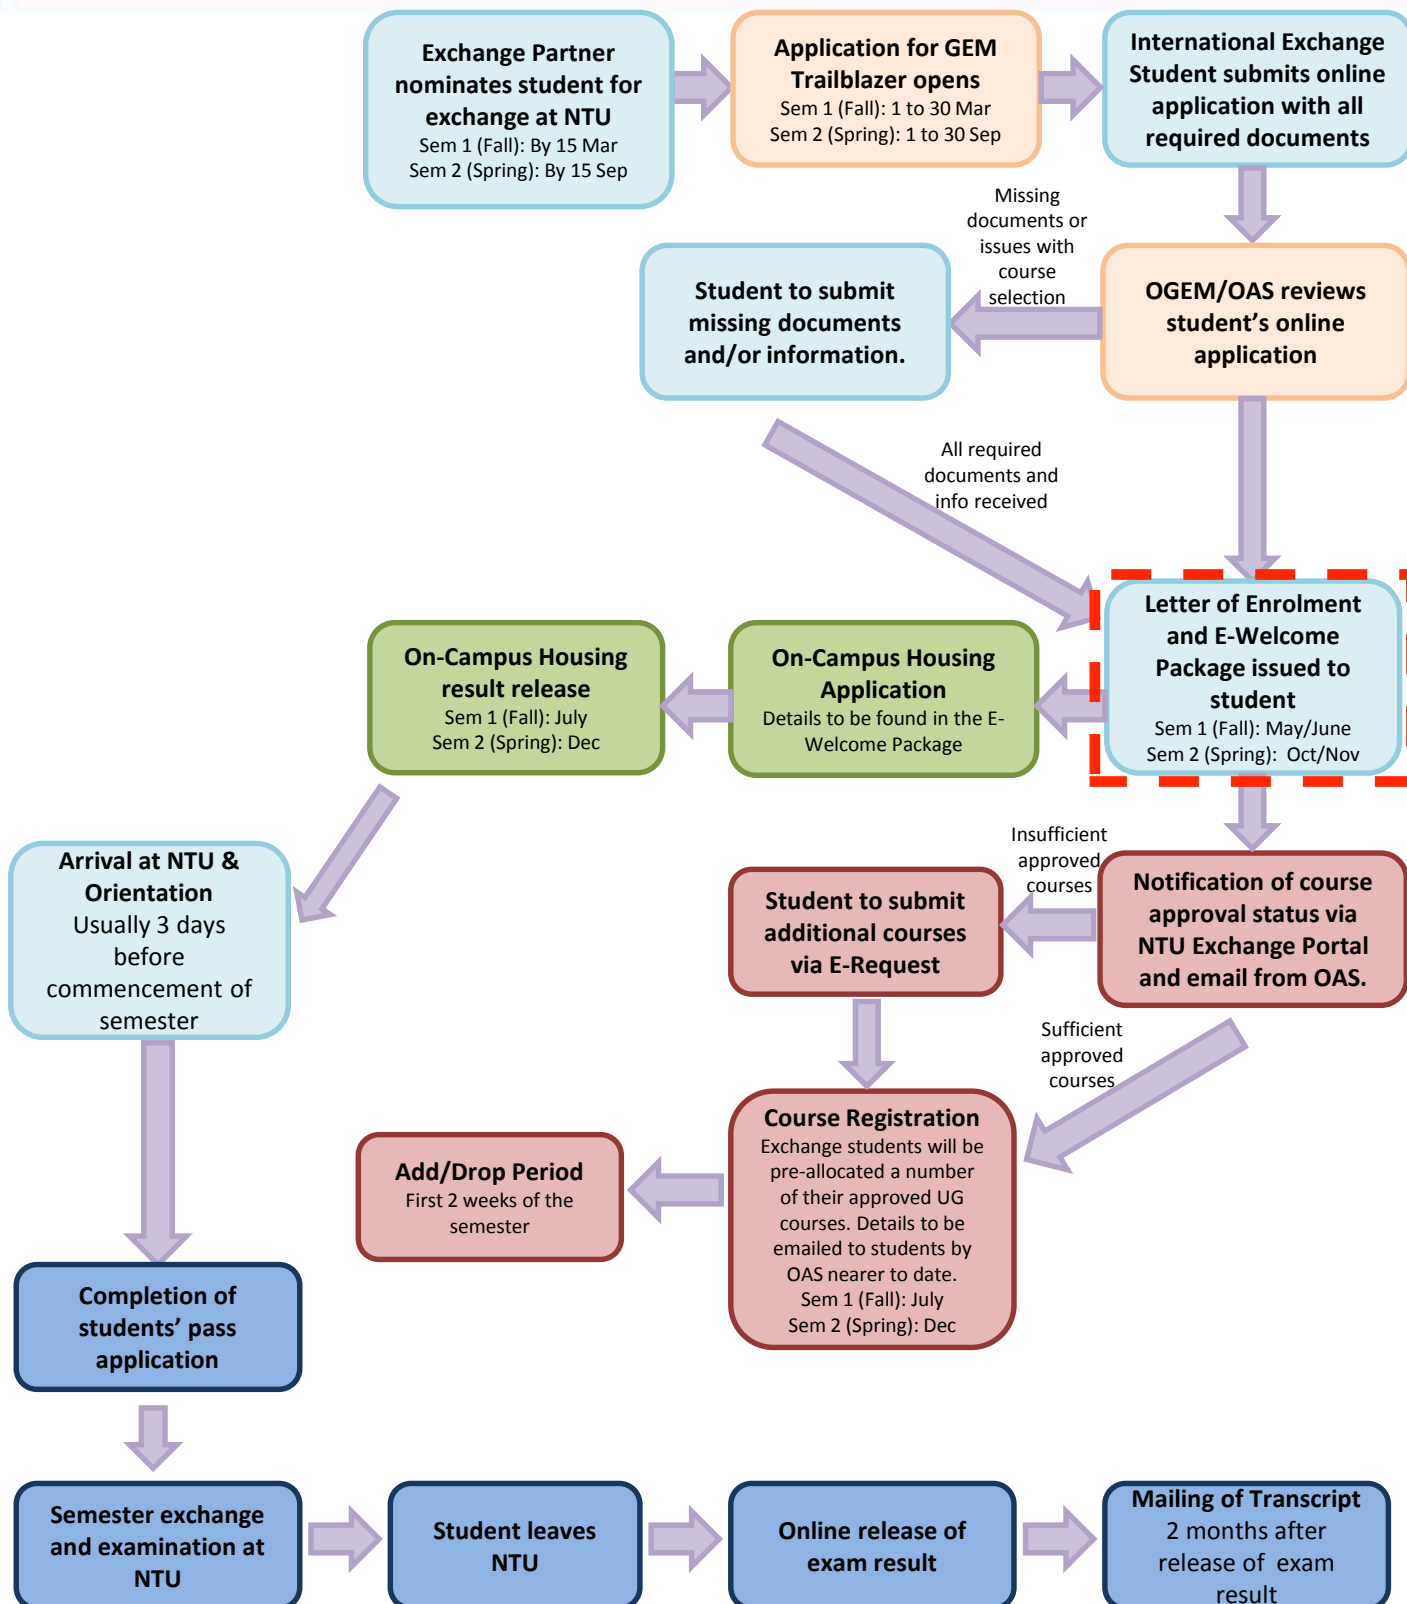 Exchange Partner
nominates student for
exchange at NTU
Sem 1 (Fall): By 15 Mar
Sem 2 (Spring): By 15 Sep
Application for GEM
Trailblazer opens
Sem 1 (Fall): 1 to 30 Mar
Sem 2 (Spring): 1 to 30 Sep
International Exchange
Student submits online
application with all
required documents
Missing
documents or
issues with
course
selection
Student to submit
missing documents
and/or information.
OGEM/OAS reviews
student’s online
application
All required
documents and
info received
Letter of Enrolment
and E-Welcome
Package issued to
student
Sem 1 (Fall): May/June
Sem 2 (Spring):  Oct/Nov
On-Campus Housing
Application
Details to be found in the E-
Welcome Package
On-Campus Housing
result release
Sem 1 (Fall): July
Sem 2 (Spring): Dec
Arrival at NTU &
Orientation
Usually 3 days
before
commencement of
semester
Insufficient
approved
courses
Notification of course
approval status via
NTU Exchange Portal
and email from OAS.
Student to submit
additional courses
via E-Request
Sufficient
approved
courses
Course Registration
Exchange students will be
pre-allocated a number
of their approved UG
courses. Details to be
emailed to students by
OAS nearer to date.
Sem 1 (Fall): July
Sem 2 (Spring): Dec
Add/Drop Period
First 2 weeks of the
semester
Completion of
students’ pass
application
Semester exchange
and examination at
NTU
Student leaves
NTU
Online release of
exam result
Mailing of Transcript
2 months after
release of  exam
result